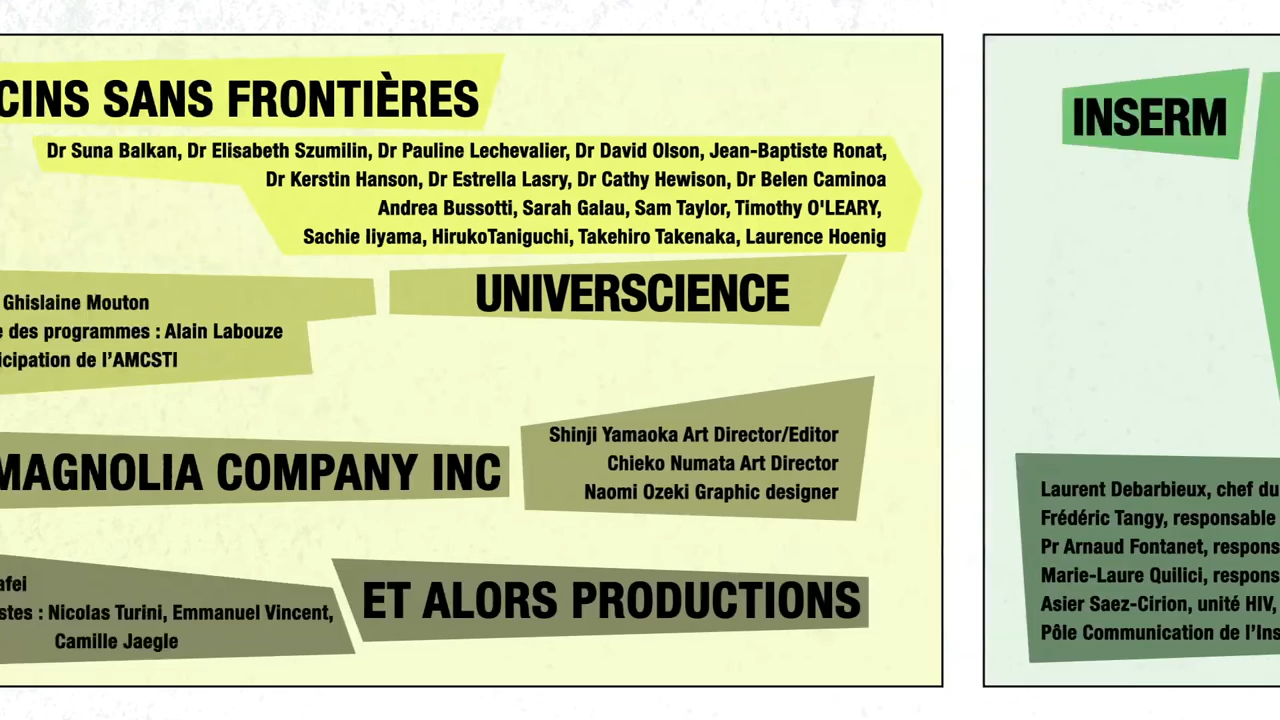 CINS SANS FRONTIÈRES
Dr Suna Balkan, Dr Elisabeth Szumilin, Dr Pauline Lechevalier, Dr David Olson, Jean-Baptiste Ronat,
Dr Kerstin Hanson, Dr Estrella Lasry, Dr Cathy Hewison, Dr Belen Caminoa
Andrea Bussotti, Sarah Galau, Sam Taylor, Timothy O'LEARY,
Sachie Iiyama, HirukoTaniguchi, Takehiro Takenaka, Laurence Hoenig
UNIVERSCIENCE
Ghislaine Mouton
e des programmes : Alain Labouze
icipation de l'AMCSTI
MAGNOLIA COMPANY INC
Shinji Yamaoka Art Director/Editor
Chieko Numata Art Director
Naomi Ozeki Graphic designer
afei
stes : Nicolas Turini, Emmanuel Vincent,
Camille Jaegle
ET ALORS PRODUCTIONS
INSERM
Laurent Debarbieux, chef du
Frédéric Tangy, responsable
Pr Arnaud Fontanet, respons
Marie-Laure Quilici, respons
Asier Saez-Cirion, unité HIV,
Pôle Communication de l'Ins